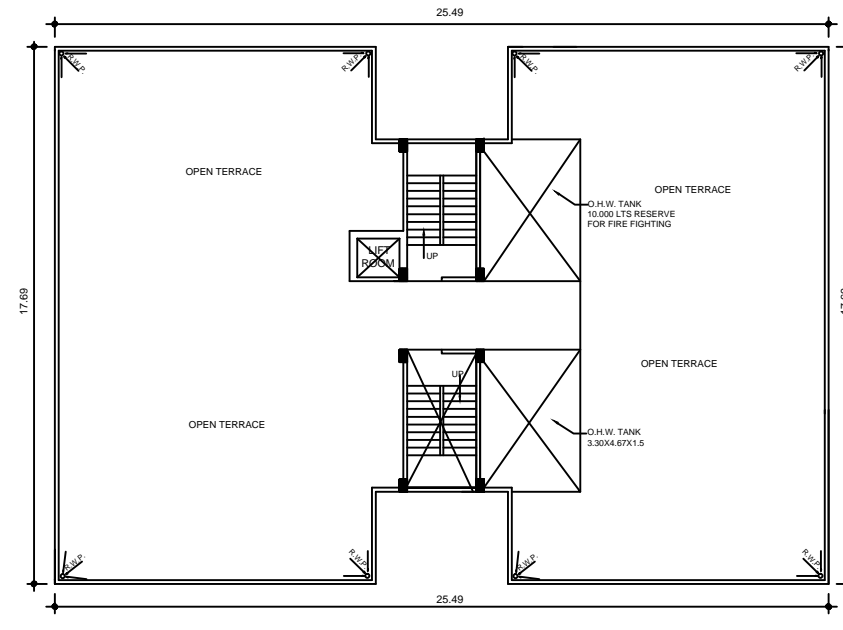 25.49
R.W.P.
R.W.P.
R.W.P.
R.W.P.
OPEN TERRACE
OPEN TERRACE
O.H.W. TANK
10.000 LTS RESERVE
FOR FIRE FIGHTING
LIFT
ROOM
UP
17.69
OPEN TERRACE
UP
OPEN TERRACE
O.H.W. TANK
3.30X4.67X1.5
R.W.P.
R.W.P.
R.W.P.
R.W.P.
25.49